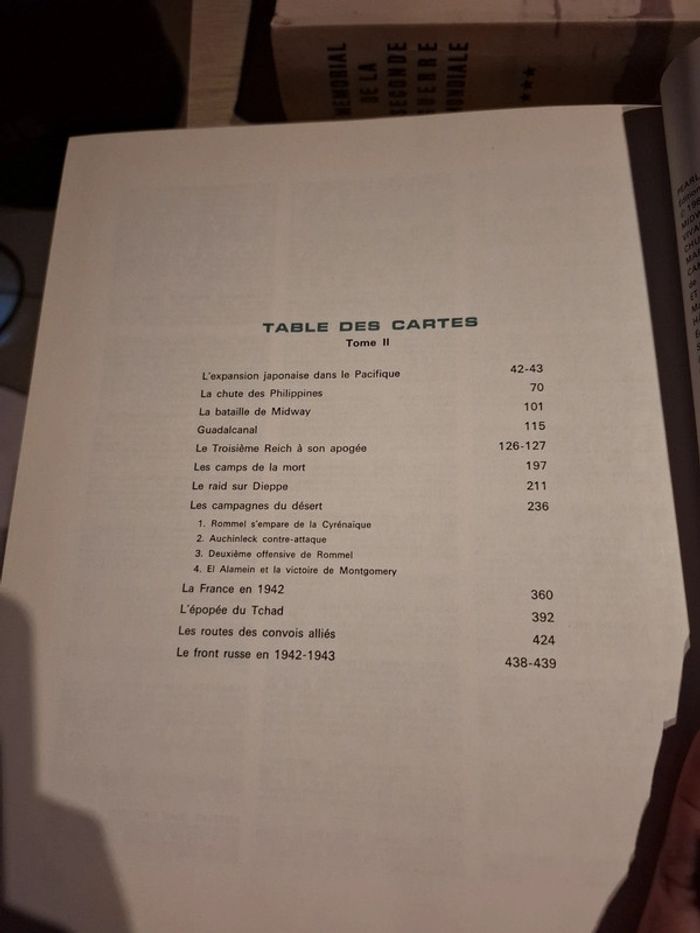 MEMORIAL
DE LA
SECONDE
GUERRE
MONDIALE
***
TABLE DES CARTES
Tome II
L'expansion japonaise dans le Pacifique 42-43
La chute des Philippines 70
La bataille de Midway 101
Guadalcanal 115
Le Troisième Reich à son apogée 126-127
Les camps de la mort 197
Le raid sur Dieppe 211
Les campagnes du désert 236
1. Rommel s'empare de la Cyrénaïque
2. Auchinleck contre-attaque
3. Deuxième offensive de Rommel
4. El Alamein et la victoire de Montgomery
La France en 1942 360
L'épopée du Tchad 392
Les routes des convois alliés 424
Le front russe en 1942-1943 438-439